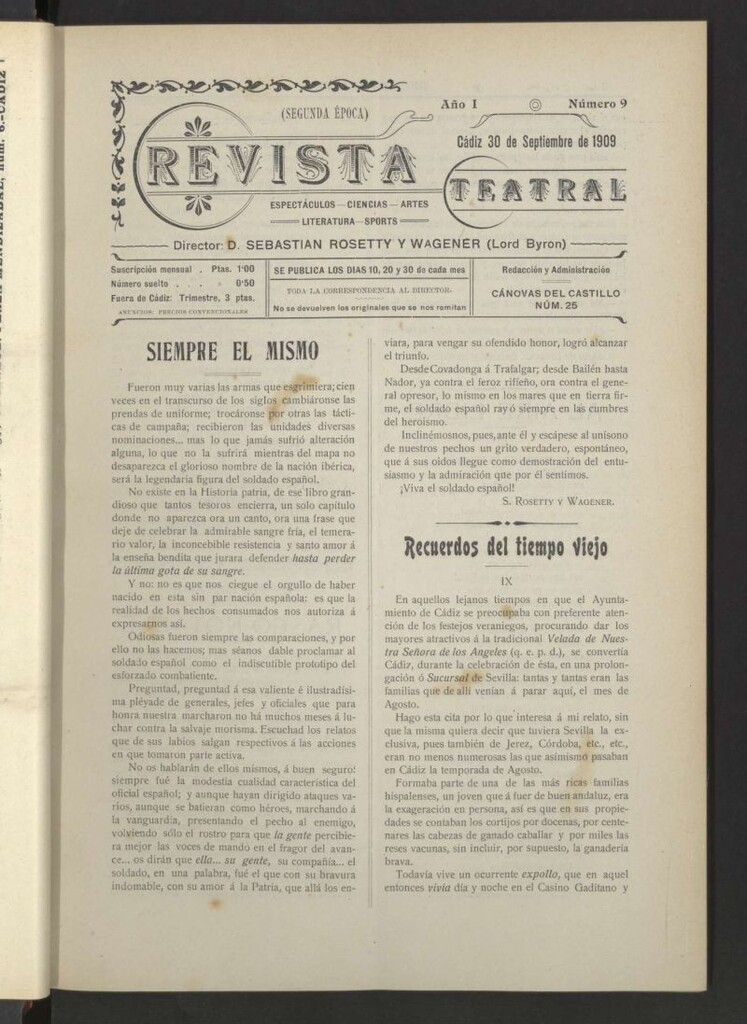 (SEGUNDA ÉPOCA)
Año I
Número 9
Cádiz 30 de Septiembre de 1909
REVISTA
TEATRAL
ESPECTÁCULOS — CIENCIAS — ARTES
LITERATURA — SPORTS
Director: D. SEBASTIAN ROSETTY Y WAGENER (Lord Byron)
Suscripción mensual . Ptas. 1'00
Número suelto . . . » 0'50
Fuera de Cádiz: Trimestre, 3 ptas.
ANUNCIOS: PRECIOS CONVENCIONALES
SE PUBLICA LOS DIAS 10, 20 y 30 de cada mes
TODA LA CORRESPONDENCIA AL DIRECTOR.
No se devuelven los originales que se nos remitan
Redacción y Administración
CÁNOVAS DEL CASTILLO
NÚM. 25
SIEMPRE EL MISMO
Fueron muy varias las armas que esgrimiera; cien
veces en el transcurso de los siglos cambiáronse las
prendas de uniforme; trocáronse por otras las tácti-
cas de campaña; recibieron las unidades diversas
nominaciones... mas lo que jamás sufrió alteración
alguna, lo que no la sufrirá mientras del mapa no
desaparezca el glorioso nombre de la nación ibérica,
será la legendaria figura del soldado español.
No existe en la Historia patria, de ese libro gran-
dioso que tantos tesoros encierra, un solo capítulo
donde no aparezca ora un canto, ora una frase que
deje de celebrar la admirable sangre fría, el temera-
rio valor, la inconcebible resistencia y santo amor á
la enseña bendita que jurara defender hasta perder
la última gota de su sangre.
Y no: no es que nos ciegue el orgullo de haber
nacido en esta sin par nación española: es que la
realidad de los hechos consumados nos autoriza á
expresarnos así.
Odiosas fueron siempre las comparaciones, y por
ello no las hacemos; mas séanos dable proclamar al
soldado español como el indiscutible prototipo del
esforzado combatiente.
Preguntad, preguntad á esa valiente é ilustradísi-
ma pléyade de generales, jefes y oficiales que para
honra nuestra marcharon no há muchos meses á lu-
char contra la salvaje morisma. Escuchad los relatos
que de sus labios salgan respectivos á las acciones
en que tomaron parte activa.
No os hablarán de ellos mismos, á buen seguro:
siempre fué la modestia cualidad característica del
oficial español; y aunque hayan dirigido ataques va-
rios, aunque se batieran como héroes, marchando á
la vanguardia, presentando el pecho al enemigo,
volviendo sólo el rostro para que la gente percibie-
ra mejor las voces de mando en el fragor del avan-
ce... os dirán que ella... su gente, su compañía... el
soldado, en una palabra, fué el que con su bravura
indomable, con su amor á la Patria, que allá los en-
viara, para vengar su ofendido honor, logró alcanzar
el triunfo.
Desde Covadonga á Trafalgar; desde Bailén hasta
Nador, ya contra el feroz rifleño, ora contra el gene-
ral opresor, lo mismo en los mares que en tierra fir-
me, el soldado español rayó siempre en las cumbres
del heroismo.
Inclinémosnos, pues, ante él y escápese al unísono
de nuestros pechos un grito verdadero, espontáneo,
que á sus oidos llegue como demostración del entu-
siasmo y la admiración que por él sentimos.
¡Viva el soldado español!
S. ROSETTY Y WAGENER.
Recuerdos del tiempo viejo
IX
En aquellos lejanos tiempos en que el Ayunta-
miento de Cádiz se preocupaba con preferente aten-
ción de los festejos veraniegos, procurando dar los
mayores atractivos á la tradicional Velada de Nues-
tra Señora de los Angeles (q. e. p. d.), se convertía
Cádiz, durante la celebración de ésta, en una prolon-
gación ó Sucursal de Sevilla: tantas y tantas eran las
familias que de allí venían á parar aquí, el mes de
Agosto.
Hago esta cita por lo que interesa á mi relato, sin
que la misma quiera decir que tuviera Sevilla la ex-
clusiva, pues también de Jerez, Córdoba, etc., etc.,
eran no menos numerosas las que asimismo pasaban
en Cádiz la temporada de Agosto.
Formaba parte de una de las más ricas familias
hispalenses, un joven que á fuer de buen andaluz, era
la exageración en persona, así es que en sus propie-
dades se contaban los cortijos por docenas, por cente-
nares las cabezas de ganado caballar y por miles las
reses vacunas, sin incluir, por supuesto, la ganadería
brava.
Todavía vive un ocurrente expollo, que en aquel
entonces vivía día y noche en el Casino Gaditano y